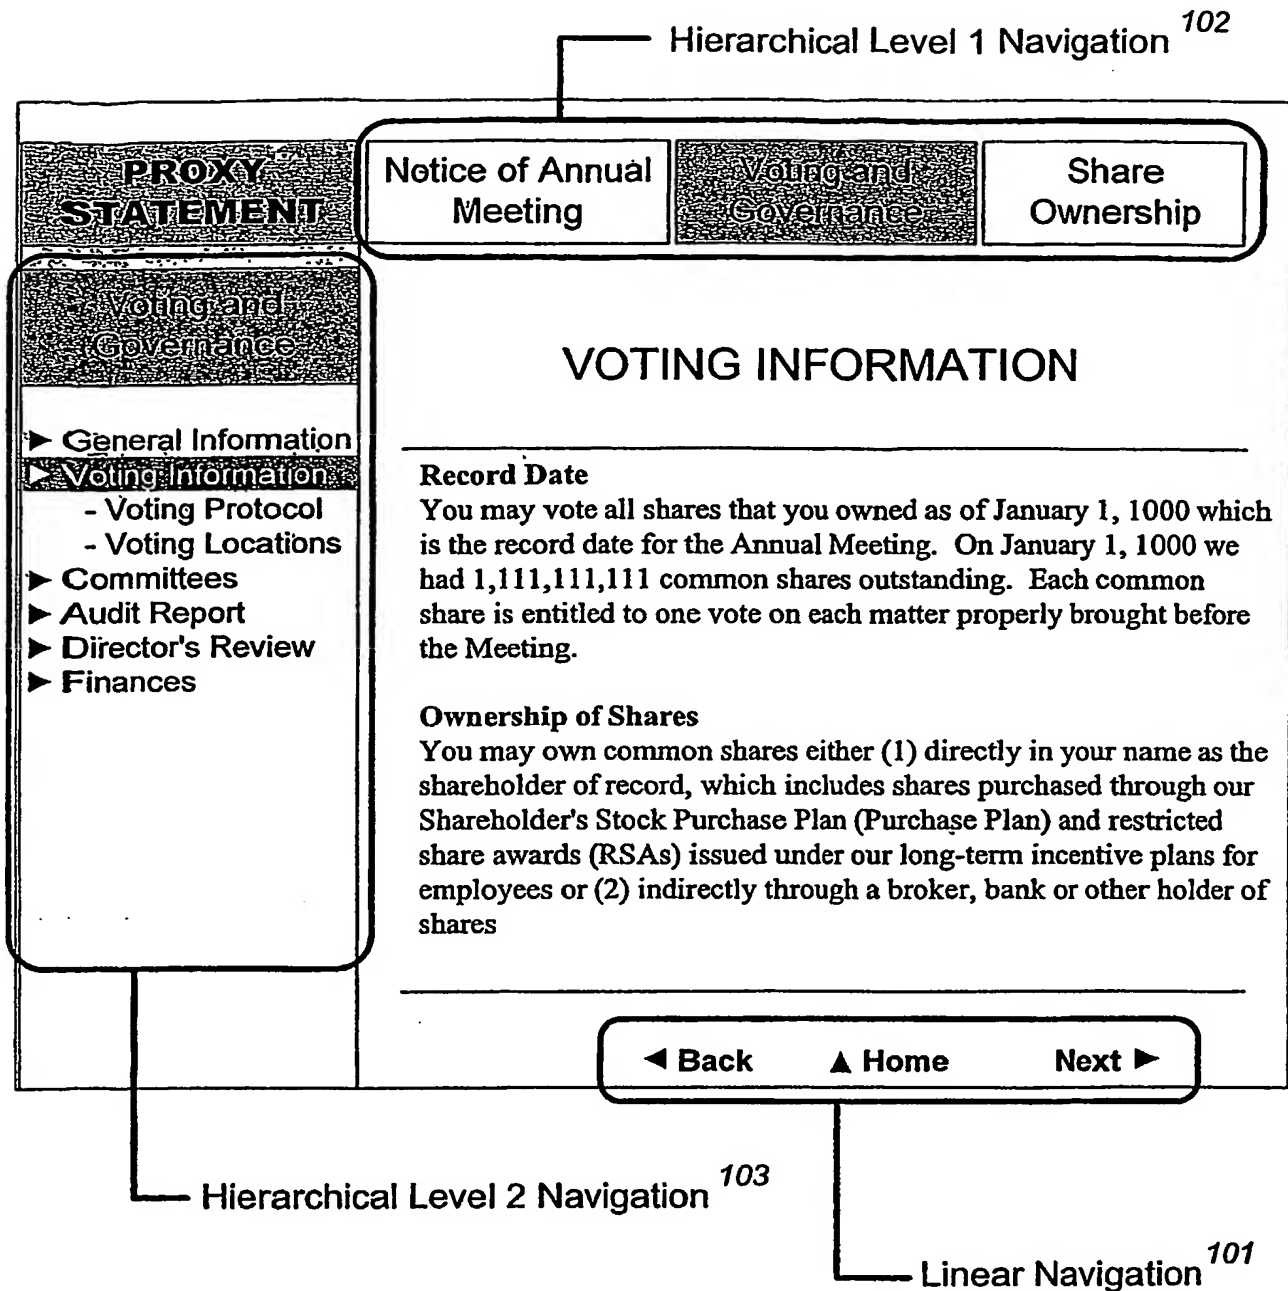 Hierarchical Level 1 Navigation 102
PROXY
STATEMENT
Notice of Annual
Meeting
Voting and
Governance
Share
Ownership
Voting and
Governance
► General Information
► Voting Information
- Voting Protocol
- Voting Locations
► Committees
► Audit Report
► Director's Review
► Finances
VOTING INFORMATION
Record Date
You may vote all shares that you owned as of January 1, 1000 which
is the record date for the Annual Meeting. On January 1, 1000 we
had 1,111,111,111 common shares outstanding. Each common
share is entitled to one vote on each matter properly brought before
the Meeting.
Ownership of Shares
You may own common shares either (1) directly in your name as the
shareholder of record, which includes shares purchased through our
Shareholder's Stock Purchase Plan (Purchase Plan) and restricted
share awards (RSAs) issued under our long-term incentive plans for
employees or (2) indirectly through a broker, bank or other holder of
shares
◄ Back ▲ Home Next ►
Hierarchical Level 2 Navigation 103
Linear Navigation 101